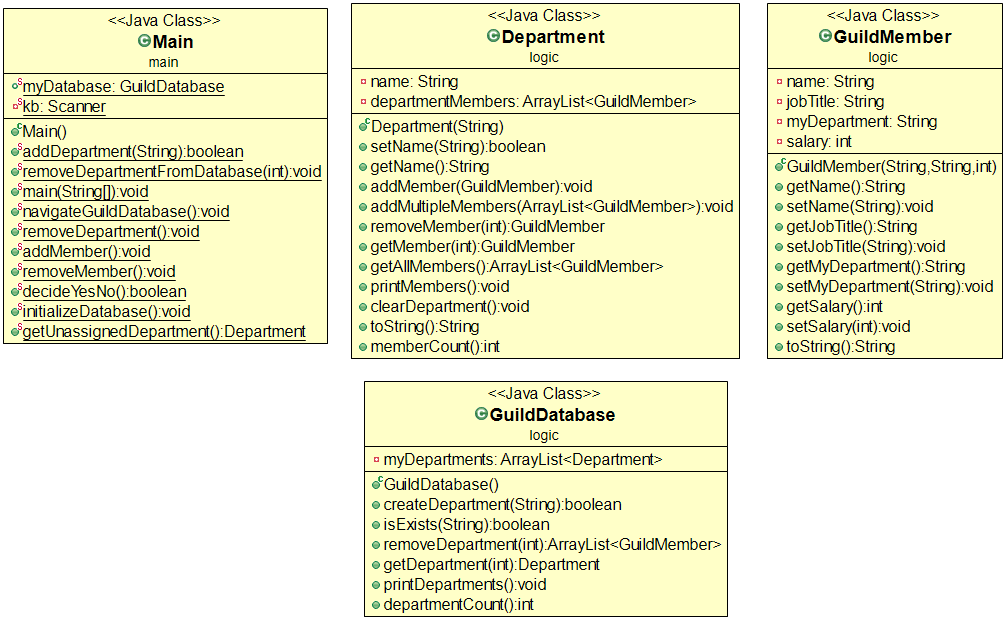 <<Java Class>>
Main
main
myDatabase: GuildDatabase
kb: Scanner
Main()
addDepartment(String):boolean
removeDepartmentFromDatabase(int):void
main(String[]):void
navigateGuildDatabase():void
removeDepartment():void
addMember():void
removeMember():void
decideYesNo():boolean
initializeDatabase():void
getUnassignedDepartment():Department
<<Java Class>>
Department
logic
name: String
departmentMembers: ArrayList<GuildMember>
Department(String)
setName(String):boolean
getName():String
addMember(GuildMember):void
addMultipleMembers(ArrayList<GuildMember>):void
removeMember(int):GuildMember
getMember(int):GuildMember
getAllMembers():ArrayList<GuildMember>
printMembers():void
clearDepartment():void
toString():String
memberCount():int
<<Java Class>>
GuildMember
logic
name: String
jobTitle: String
myDepartment: String
salary: int
GuildMember(String,String,int)
getName():String
setName(String):void
getJobTitle():String
setJobTitle(String):void
getMyDepartment():String
setMyDepartment(String):void
getSalary():int
setSalary(int):void
toString():String
<<Java Class>>
GuildDatabase
logic
myDepartments: ArrayList<Department>
GuildDatabase()
createDepartment(String):boolean
isExists(String):boolean
removeDepartment(int):ArrayList<GuildMember>
getDepartment(int):Department
printDepartments():void
departmentCount():int